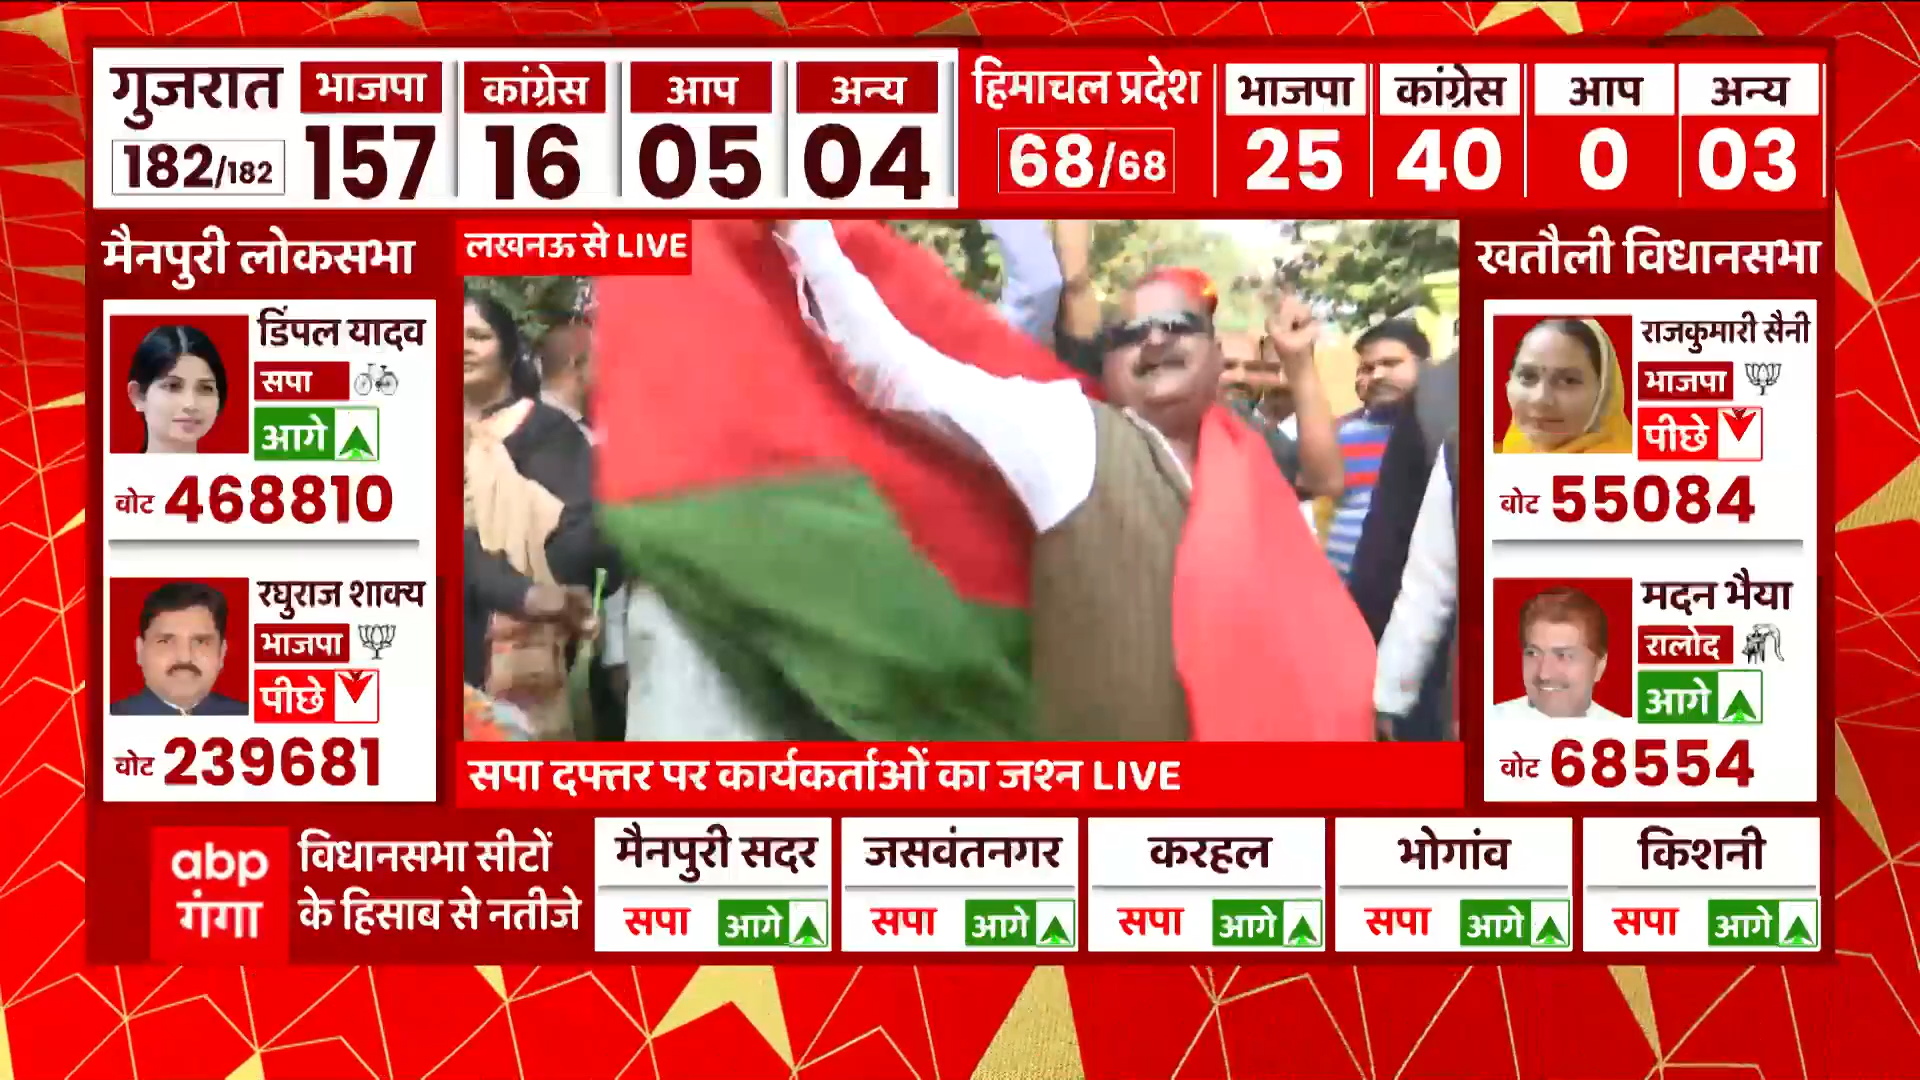 गुजरात
182/182
भाजपा
157
कांग्रेस
16
आप
05
अन्य
04
हिमाचल प्रदेश
68/68
भाजपा
25
कांग्रेस
40
आप
0
अन्य
03
मैनपुरी लोकसभा
डिंपल यादव
सपा
आगे
वोट 468810
रघुराज शाक्य
भाजपा
पीछे
वोट 239681
लखनऊ से LIVE
सपा दफ्तर पर कार्यकर्ताओं का जश्न LIVE
खतौली विधानसभा
राजकुमारी सैनी
भाजपा
पीछे
वोट 55084
मदन भैया
रालोद
आगे
वोट 68554
abp
गंगा
विधानसभा सीटों
के हिसाब से नतीजे
मैनपुरी सदर
सपा आगे
जसवंतनगर
सपा आगे
करहल
सपा आगे
भोगांव
सपा आगे
किशनी
सपा आगे